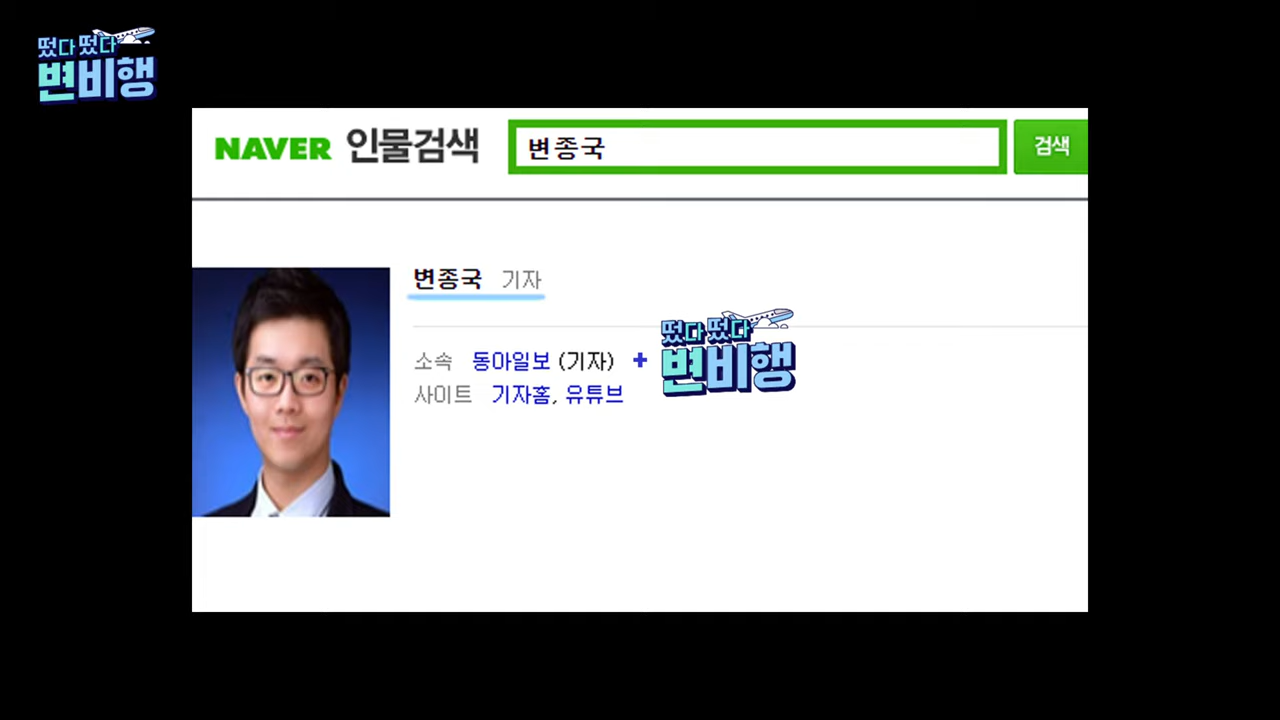 떴다 떴다
변비행
NAVER 인물검색 변종국 검색
변종국 기자
소속 동아일보 (기자) +
떴다 떴다
변비행
사이트 기자홈, 유튜브